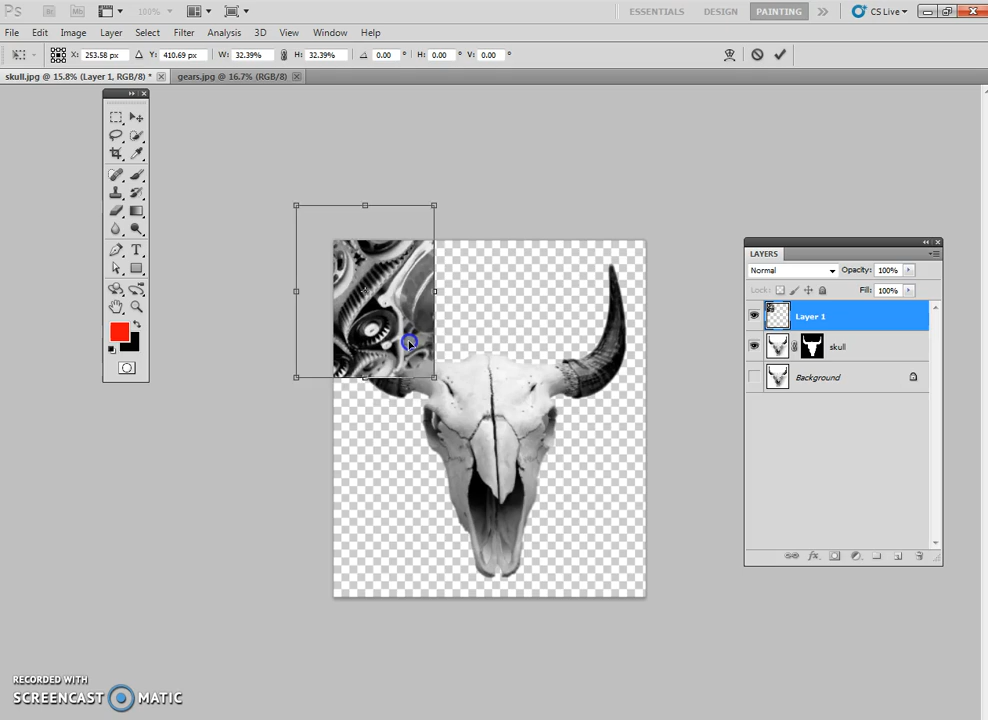 Ps Br Mb 100% ESSENTIALS DESIGN PAINTING CS Live
File Edit Image Layer Select Filter Analysis 3D View Window Help
X: 253.58 px Y: 410.69 px W: 32.39% H: 32.39% 0.00 ° H: 0.00 V: 0.00 °
skull.jpg @ 15.8% (Layer 1, RGB/8) * gears.jpg @ 16.7% (RGB/8)
T
LAYERS
Normal Opacity: 100%
Lock: Fill: 100%
Layer 1
skull
Background
fx
RECORDED WITH
SCREENCAST MATIC